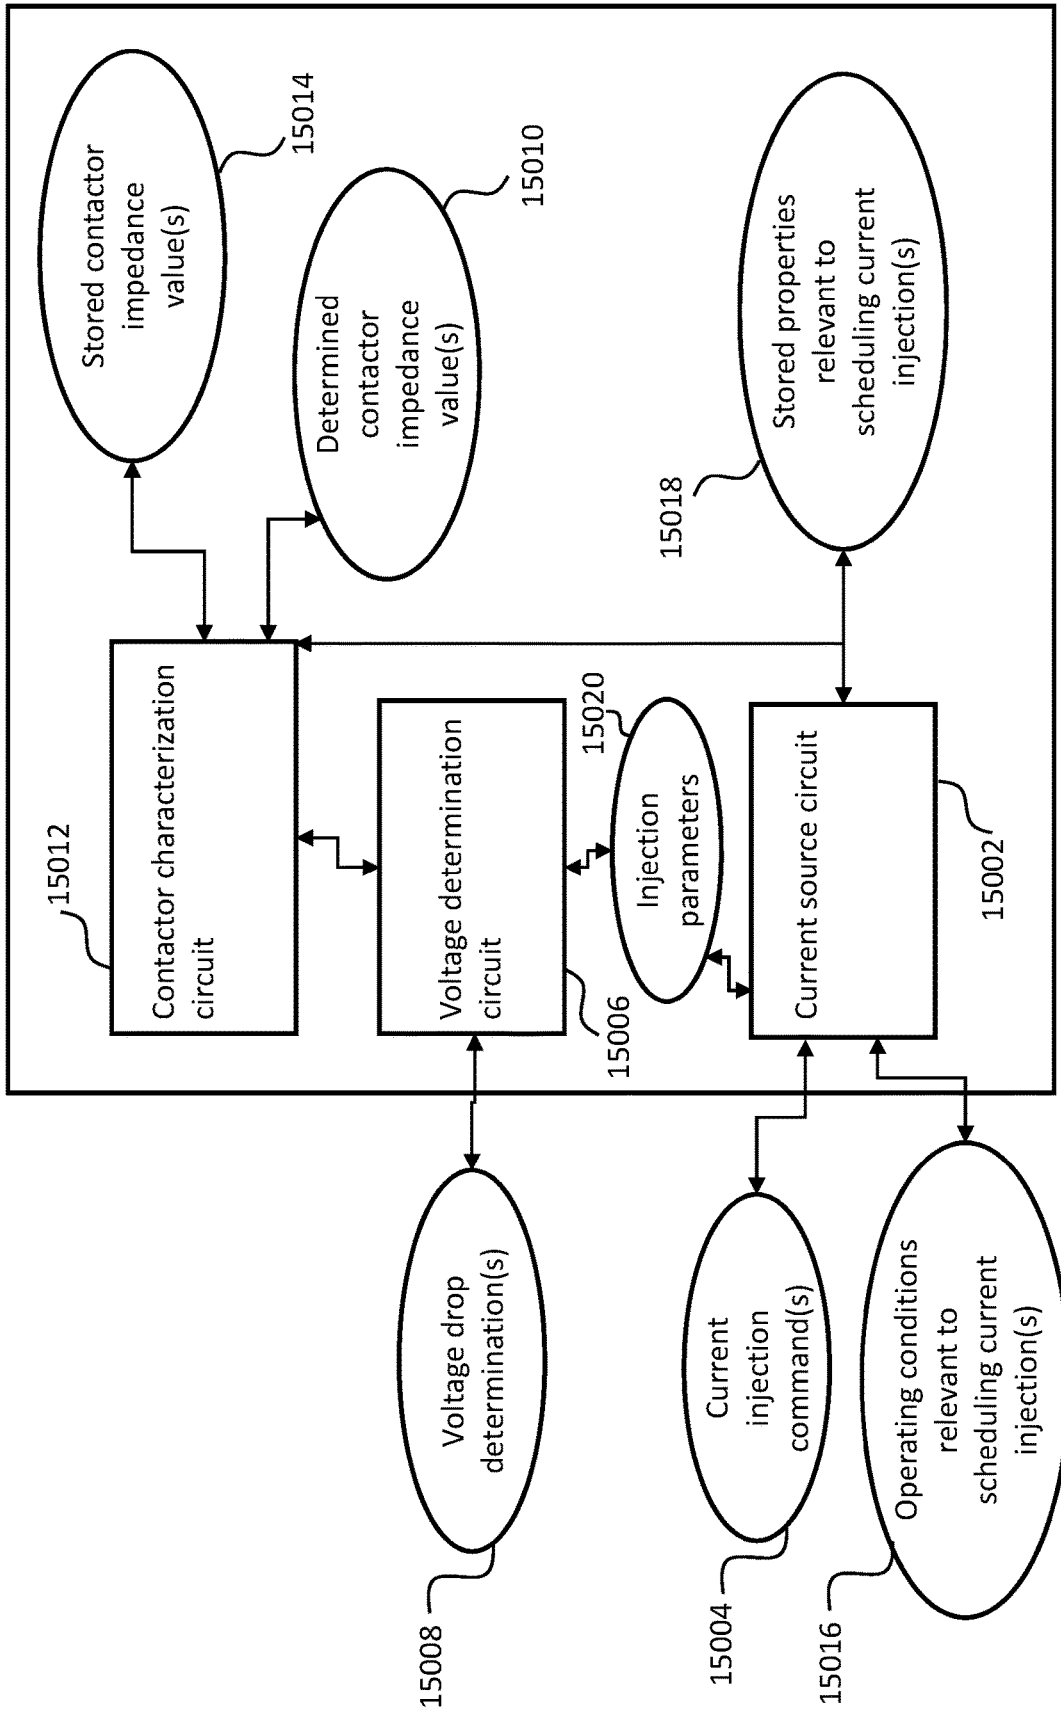 15012
Contactor characterization
circuit
Stored contactor
impedance
value(s)
15014
Determined
contactor
impedance
value(s)
15010
Voltage drop
determination(s)
15008
Voltage determination
circuit
15006
Injection
parameters
15020
Current
injection
command(s)
15004
Current source circuit
15002
Stored properties
relevant to
scheduling current
injection(s)
15018
Operating conditions
relevant to
scheduling current
injection(s)
15016